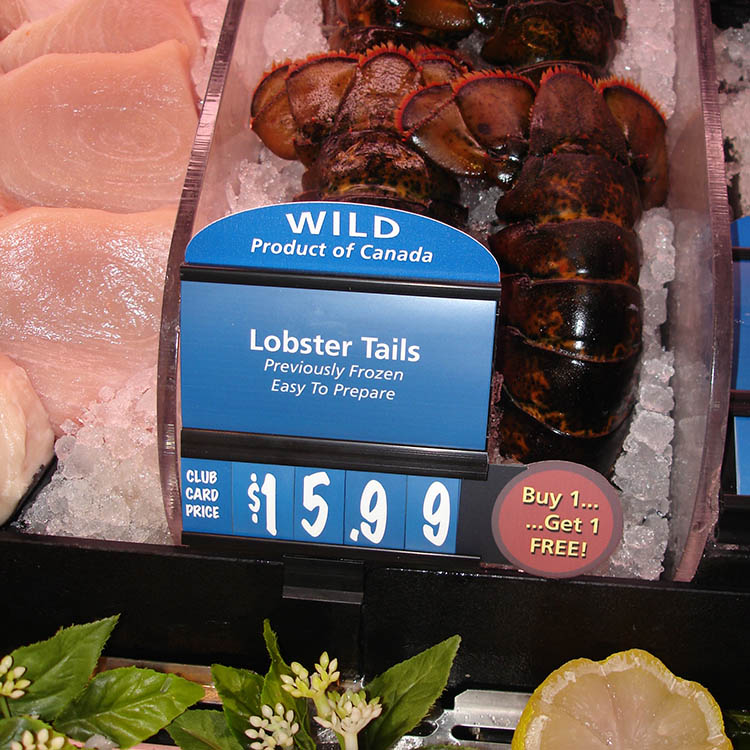 WILD
Product of Canada
Lobster Tails
Previously Frozen
Easy To Prepare
CLUB
CARD
PRICE
$15.99
Buy 1...
...Get 1
FREE!